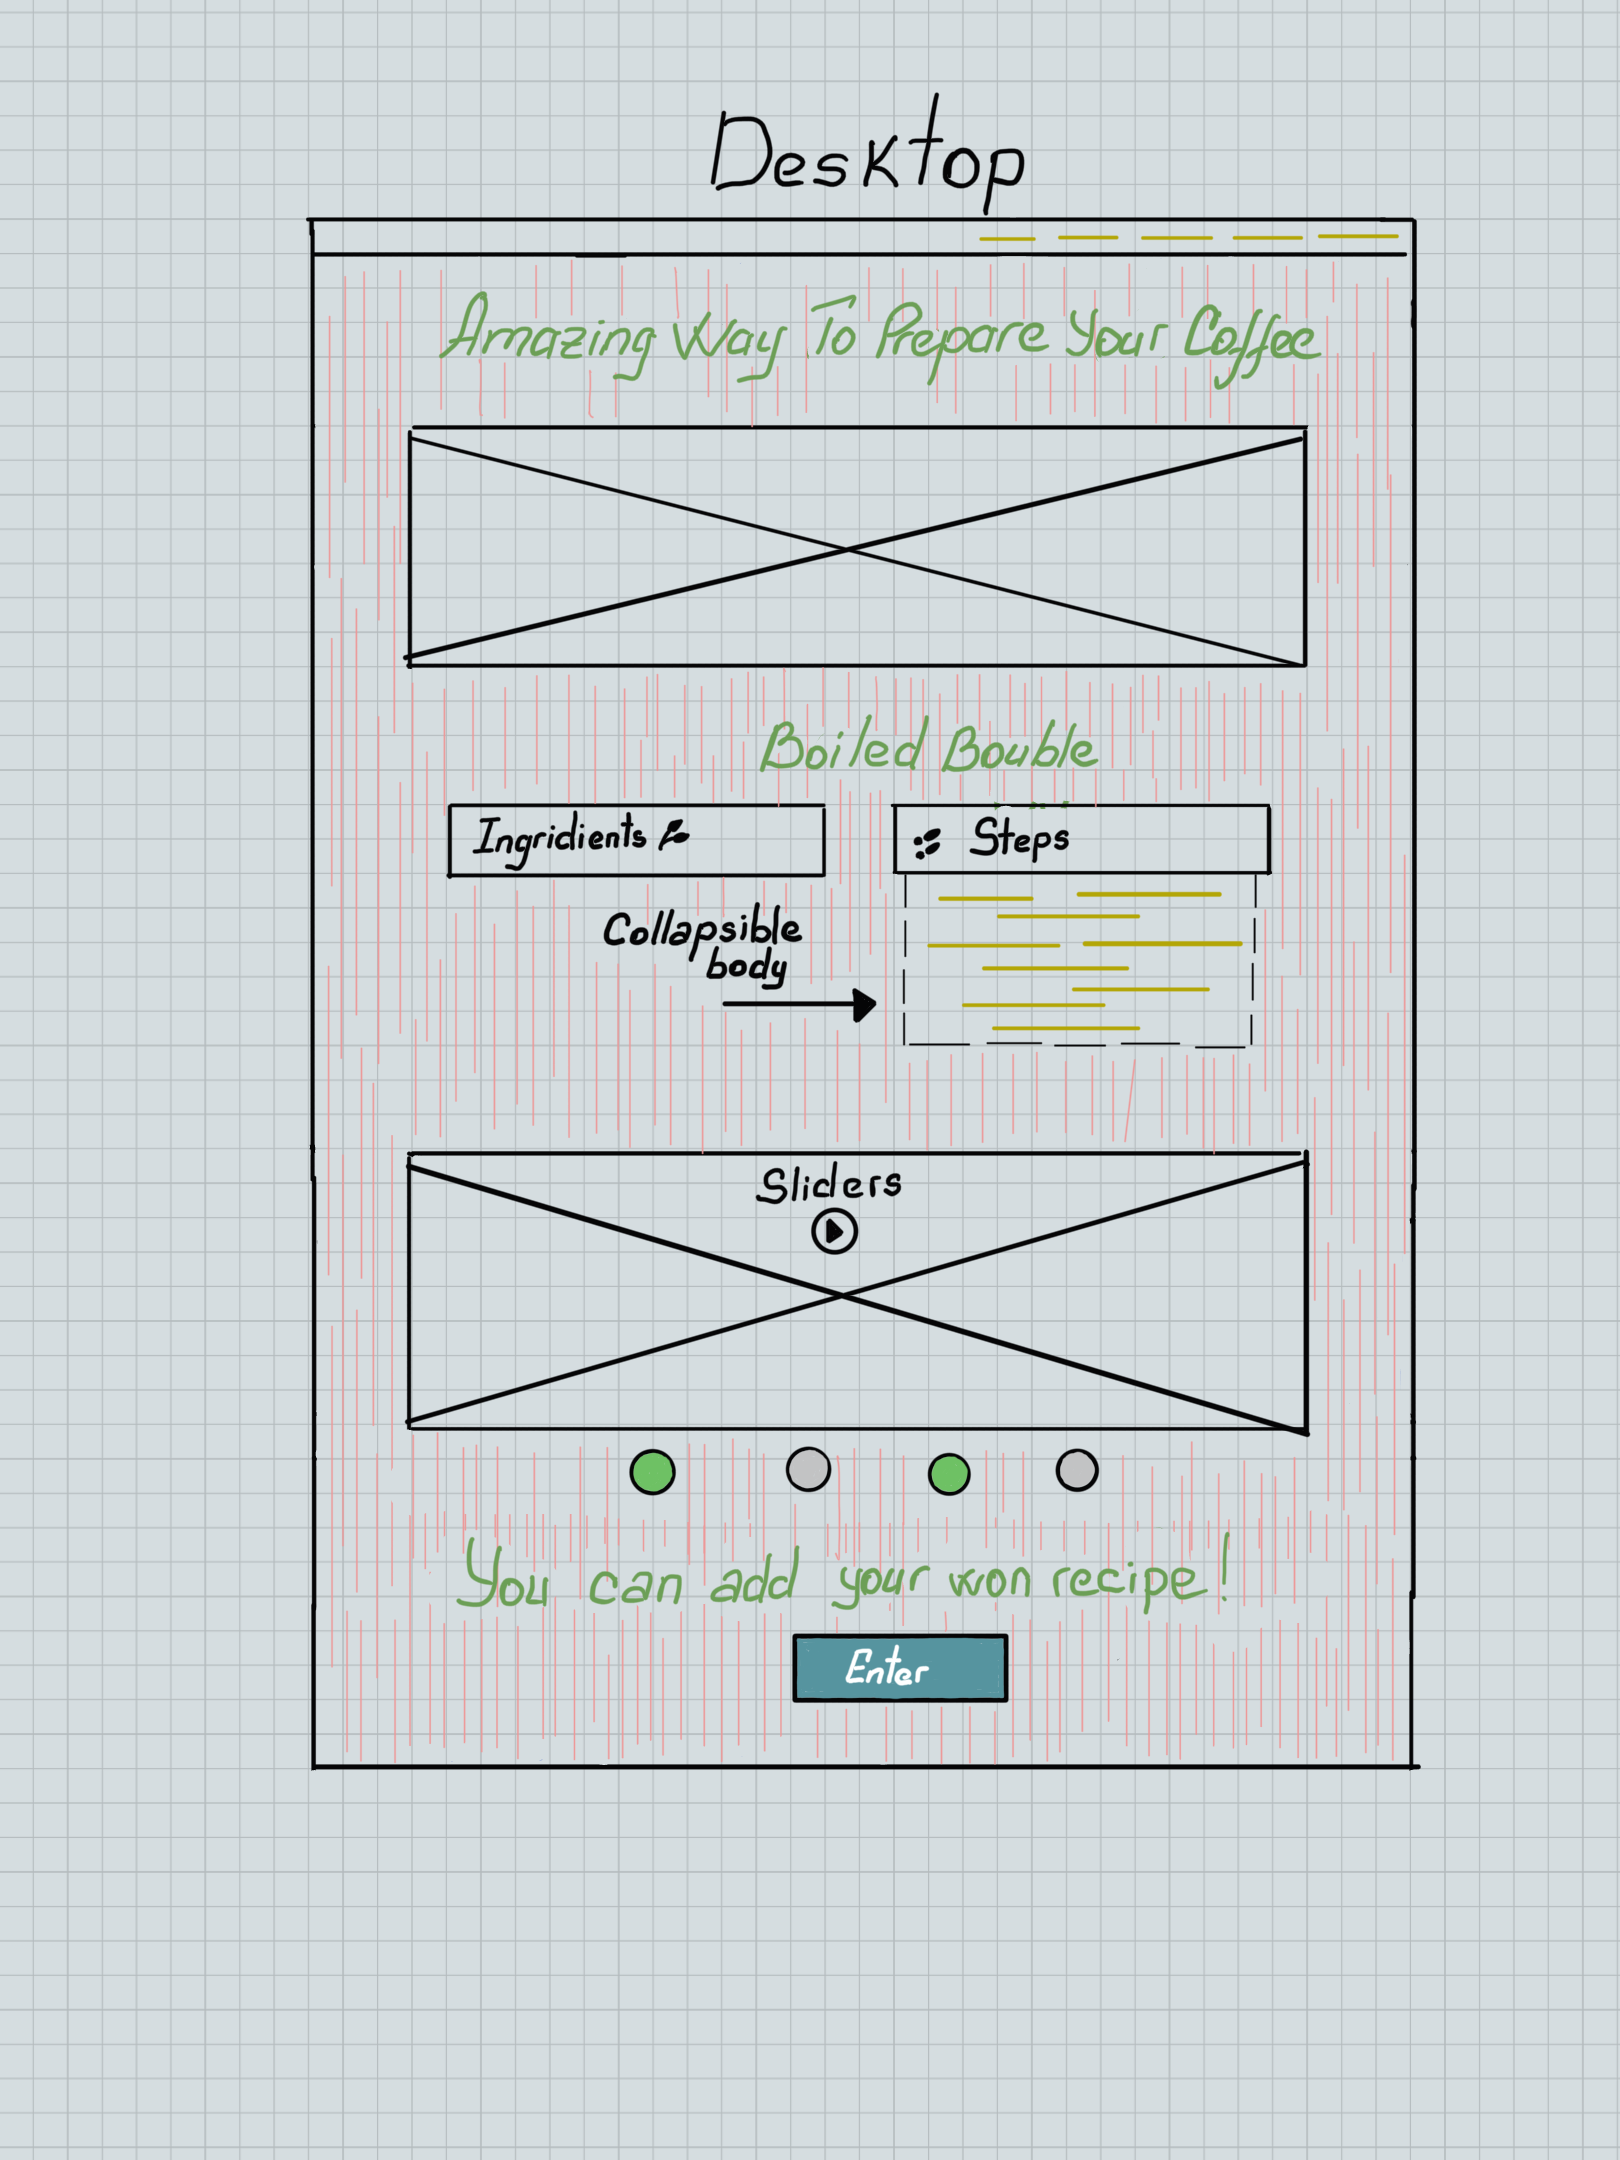 Desktop
Amazing Way To Prepare Your Coffee
Boiled Bouble
Ingridients
Steps
Collapsible
body
Sliders
You can add your won recipe!
Enter